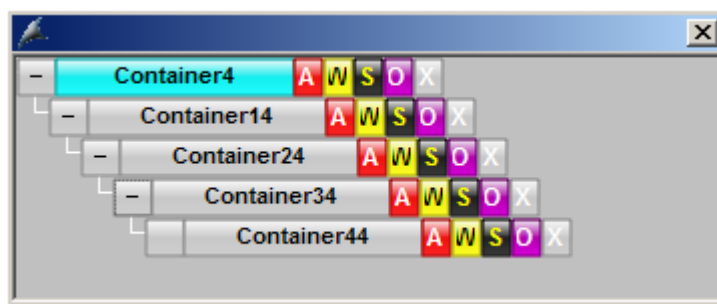 − Container4 A W S O X
− Container14 A W S O X
− Container24 A W S O X
− Container34 A W S O X
Container44 A W S O X